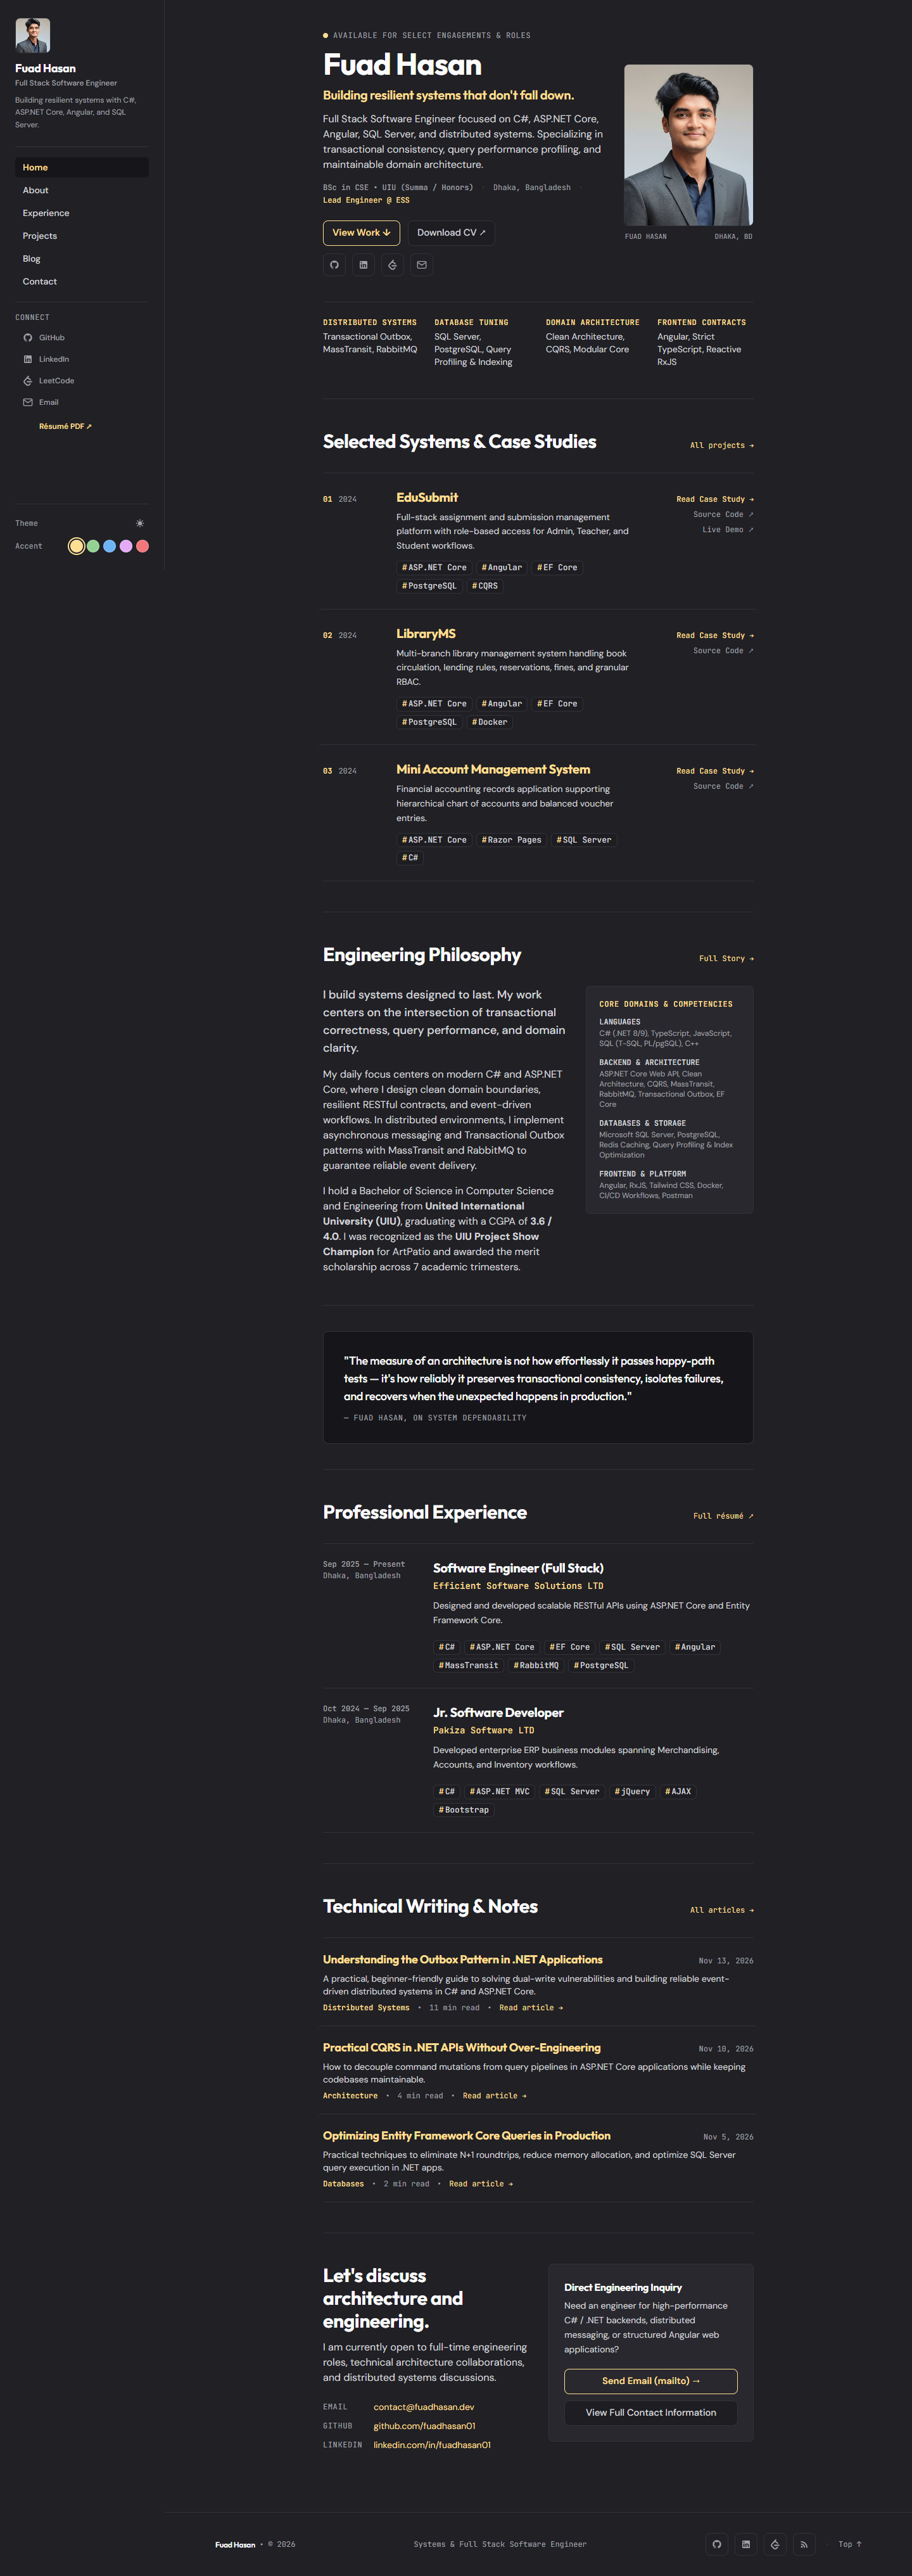 Fuad Hasan
Full Stack Software Engineer
Building resilient systems with C#,
ASP.NET Core, Angular, and SQL
Server.
Home
About
Experience
Projects
Blog
Contact
CONNECT
GitHub
LinkedIn
LeetCode
Email
Résumé PDF ↗
Theme
Accent
AVAILABLE FOR SELECT ENGAGEMENTS & ROLES
Fuad Hasan
Building resilient systems that don't fall down.
Full Stack Software Engineer focused on C#, ASP.NET Core,
Angular, SQL Server, and distributed systems. Specializing in
transactional consistency, query performance profiling, and
maintainable domain architecture.
BSc in CSE • UIU (Summa / Honors) · Dhaka, Bangladesh ·
Lead Engineer @ ESS
View Work ↓
Download CV ↗
FUAD HASAN
DHAKA, BD
DISTRIBUTED SYSTEMS
Transactional Outbox,
MassTransit, RabbitMQ
DATABASE TUNING
SQL Server,
PostgreSQL, Query
Profiling & Indexing
DOMAIN ARCHITECTURE
Clean Architecture,
CQRS, Modular Core
FRONTEND CONTRACTS
Angular, Strict
TypeScript, Reactive
RxJS
Selected Systems & Case Studies
All projects →
01 2024
EduSubmit
Full-stack assignment and submission management
platform with role-based access for Admin, Teacher, and
Student workflows.
#ASP.NET Core #Angular #EF Core
#PostgreSQL #CQRS
Read Case Study →
Source Code ↗
Live Demo ↗
02 2024
LibraryMS
Multi-branch library management system handling book
circulation, lending rules, reservations, fines, and granular
RBAC.
#ASP.NET Core #Angular #EF Core
#PostgreSQL #Docker
Read Case Study →
Source Code ↗
03 2024
Mini Account Management System
Financial accounting records application supporting
hierarchical chart of accounts and balanced voucher
entries.
#ASP.NET Core #Razor Pages #SQL Server
#C#
Read Case Study →
Source Code ↗
Engineering Philosophy
Full Story →
I build systems designed to last. My work
centers on the intersection of transactional
correctness, query performance, and domain
clarity.
My daily focus centers on modern C# and ASP.NET
Core, where I design clean domain boundaries,
resilient RESTful contracts, and event-driven
workflows. In distributed environments, I implement
asynchronous messaging and Transactional Outbox
patterns with MassTransit and RabbitMQ to
guarantee reliable event delivery.
I hold a Bachelor of Science in Computer Science
and Engineering from United International
University (UIU), graduating with a CGPA of 3.6 /
4.0. I was recognized as the UIU Project Show
Champion for ArtPatio and awarded the merit
scholarship across 7 academic trimesters.
CORE DOMAINS & COMPETENCIES
LANGUAGES
C# (.NET 8/9), TypeScript, JavaScript,
SQL (T-SQL, PL/pgSQL), C++
BACKEND & ARCHITECTURE
ASP.NET Core Web API, Clean
Architecture, CQRS, MassTransit,
RabbitMQ, Transactional Outbox, EF
Core
DATABASES & STORAGE
Microsoft SQL Server, PostgreSQL,
Redis Caching, Query Profiling & Index
Optimization
FRONTEND & PLATFORM
Angular, RxJS, Tailwind CSS, Docker,
CI/CD Workflows, Postman
"The measure of an architecture is not how effortlessly it passes happy-path
tests — it's how reliably it preserves transactional consistency, isolates failures,
and recovers when the unexpected happens in production."
— FUAD HASAN, ON SYSTEM DEPENDABILITY
Professional Experience
Full résumé ↗
Sep 2025 — Present
Dhaka, Bangladesh
Software Engineer (Full Stack)
Efficient Software Solutions LTD
Designed and developed scalable RESTful APIs using ASP.NET Core and Entity
Framework Core.
#C# #ASP.NET Core #EF Core #SQL Server #Angular
#MassTransit #RabbitMQ #PostgreSQL
Oct 2024 — Sep 2025
Dhaka, Bangladesh
Jr. Software Developer
Pakiza Software LTD
Developed enterprise ERP business modules spanning Merchandising,
Accounts, and Inventory workflows.
#C# #ASP.NET MVC #SQL Server #jQuery #AJAX
#Bootstrap
Technical Writing & Notes
All articles →
Understanding the Outbox Pattern in .NET Applications
Nov 13, 2026
A practical, beginner-friendly guide to solving dual-write vulnerabilities and building reliable event-
driven distributed systems in C# and ASP.NET Core.
Distributed Systems • 11 min read • Read article →
Practical CQRS in .NET APIs Without Over-Engineering
Nov 10, 2026
How to decouple command mutations from query pipelines in ASP.NET Core applications while keeping
codebases maintainable.
Architecture • 4 min read • Read article →
Optimizing Entity Framework Core Queries in Production
Nov 5, 2026
Practical techniques to eliminate N+1 roundtrips, reduce memory allocation, and optimize SQL Server
query execution in .NET apps.
Databases • 2 min read • Read article →
Let's discuss
architecture and
engineering.
I am currently open to full-time engineering
roles, technical architecture collaborations,
and distributed systems discussions.
EMAIL contact@fuadhasan.dev
GITHUB github.com/fuadhasan01
LINKEDIN linkedin.com/in/fuadhasan01
Direct Engineering Inquiry
Need an engineer for high-performance
C# / .NET backends, distributed
messaging, or structured Angular web
applications?
Send Email (mailto) →
View Full Contact Information
Fuad Hasan • © 2026
Systems & Full Stack Software Engineer
Top ↑